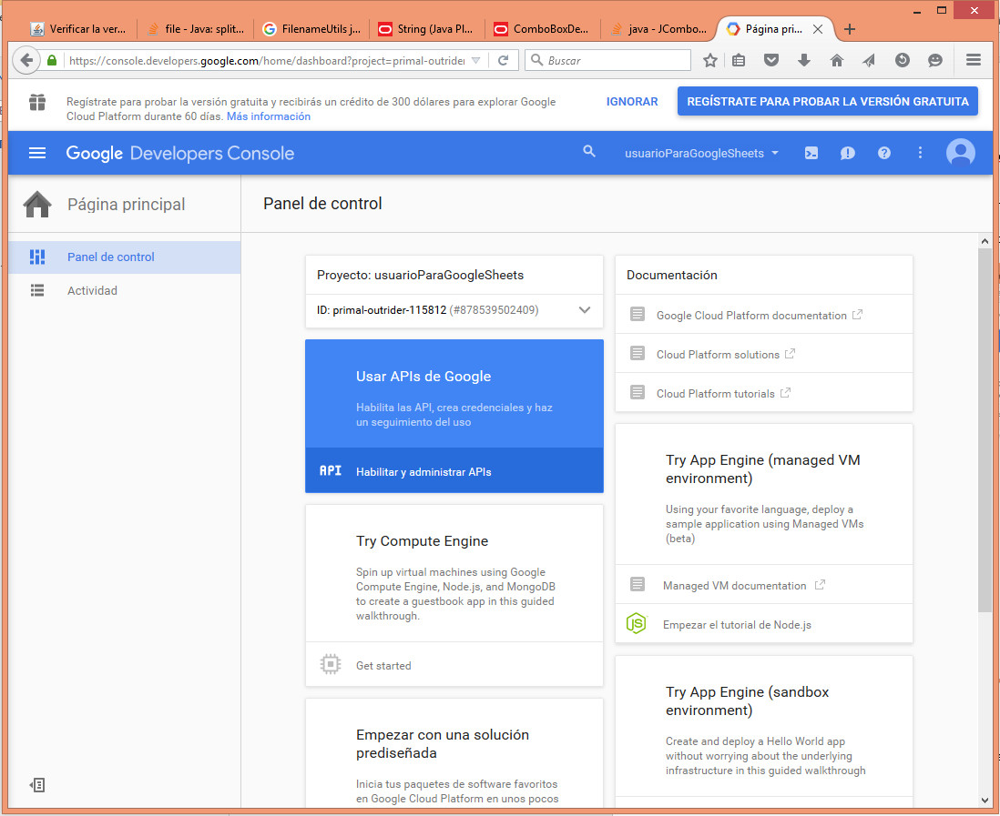 Verificar la ver...
file - Java: split...
FilenameUtils j...
String (Java Pl...
ComboBoxDe...
java - JCombo...
Página pri...
https://console.developers.google.com/home/dashboard?project=primal-outrider
Buscar
Regístrate para probar la versión gratuita y recibirás un crédito de 300 dólares para explorar Google
Cloud Platform durante 60 días. Más información
IGNORAR
REGÍSTRATE PARA PROBAR LA VERSIÓN GRATUITA
Google Developers Console
usuarioParaGoogleSheets
Página principal
Panel de control
Actividad
Panel de control
Proyecto: usuarioParaGoogleSheets
ID: primal-outrider-115812 (#878539502409)
Usar APIs de Google
Habilita las API, crea credenciales y haz
un seguimiento del uso
API
Habilitar y administrar APIs
Try Compute Engine
Spin up virtual machines using Google
Compute Engine, Node.js, and MongoDB
to create a guestbook app in this guided
walkthrough.
Get started
Empezar con una solución
prediseñada
Inicia tus paquetes de software favoritos
en Google Cloud Platform en unos pocos
Documentación
Google Cloud Platform documentation
Cloud Platform solutions
Cloud Platform tutorials
Try App Engine (managed VM
environment)
Using your favorite language, deploy a
sample application using Managed VMs
(beta)
Managed VM documentation
JS
Empezar el tutorial de Node.js
Try App Engine (sandbox
environment)
Create and deploy a Hello World app
without worrying about the underlying
infrastructure in this guided walkthrough